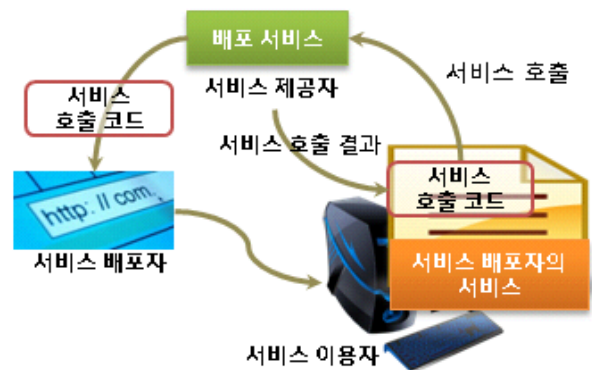 배포 서비스
서비스 호출
서비스
호출 코드
서비스 제공자
서비스 호출 결과
서비스
호출 코드
http: // com.
서비스 배포자
서비스 배포자의
서비스
서비스 이용자